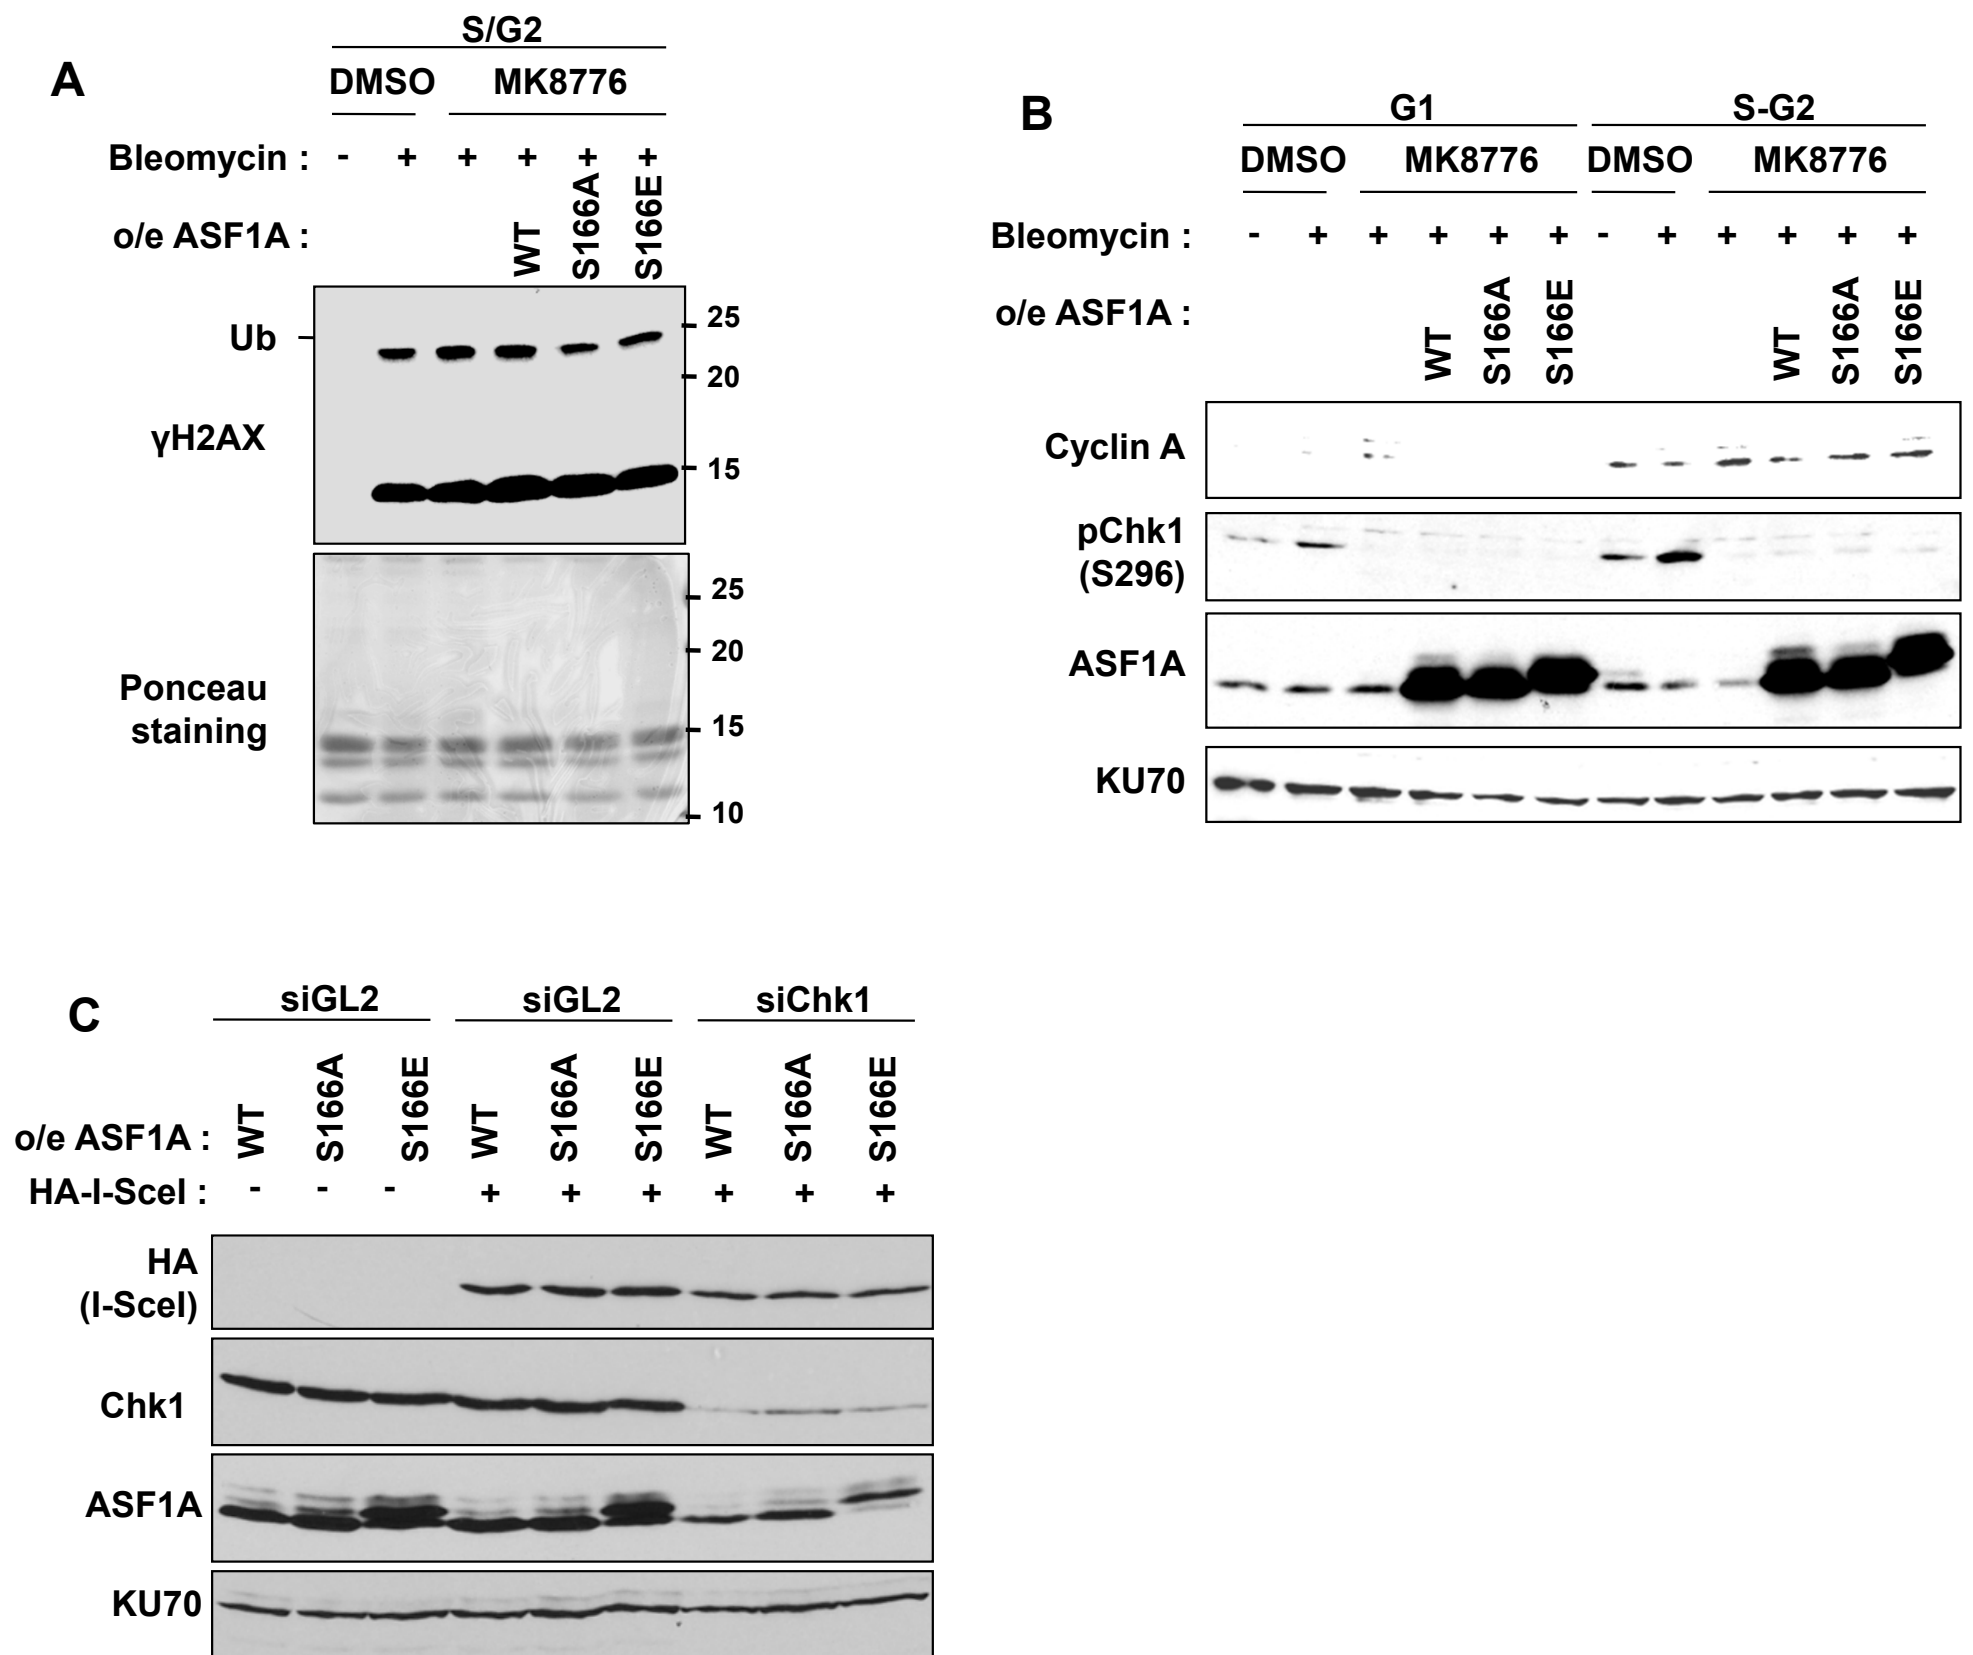 A
S/G2
DMSO MK8776
Bleomycin : - + + + + +
o/e ASF1A : WT S166A S166E
Ub
γH2AX
25
20
15
Ponceau
staining
25
20
15
10
B
G1 S-G2
DMSO MK8776 DMSO MK8776
Bleomycin : - + + + + + - + + + + +
o/e ASF1A : WT S166A S166E WT S166A S166E
Cyclin A
pChk1
(S296)
ASF1A
KU70
C
siGL2 siGL2 siChk1
o/e ASF1A : WT S166A S166E WT S166A S166E WT S166A S166E
HA-I-SceI : - - - + + + + + +
HA
(I-SceI)
Chk1
ASF1A
KU70